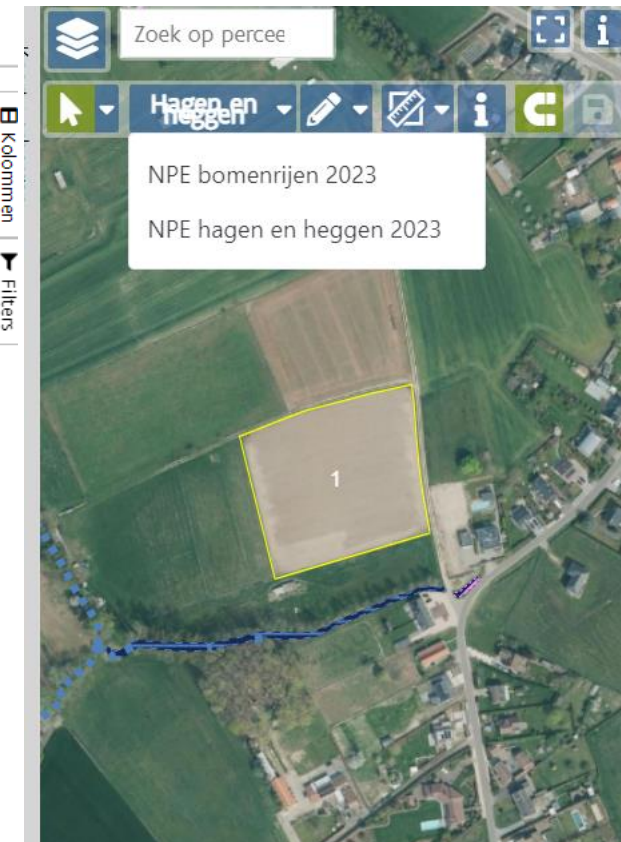 Zoek op percee
Hagen en
heggen
NPE bomenrijen 2023
NPE hagen en heggen 2023
Kolommen
Filters
1